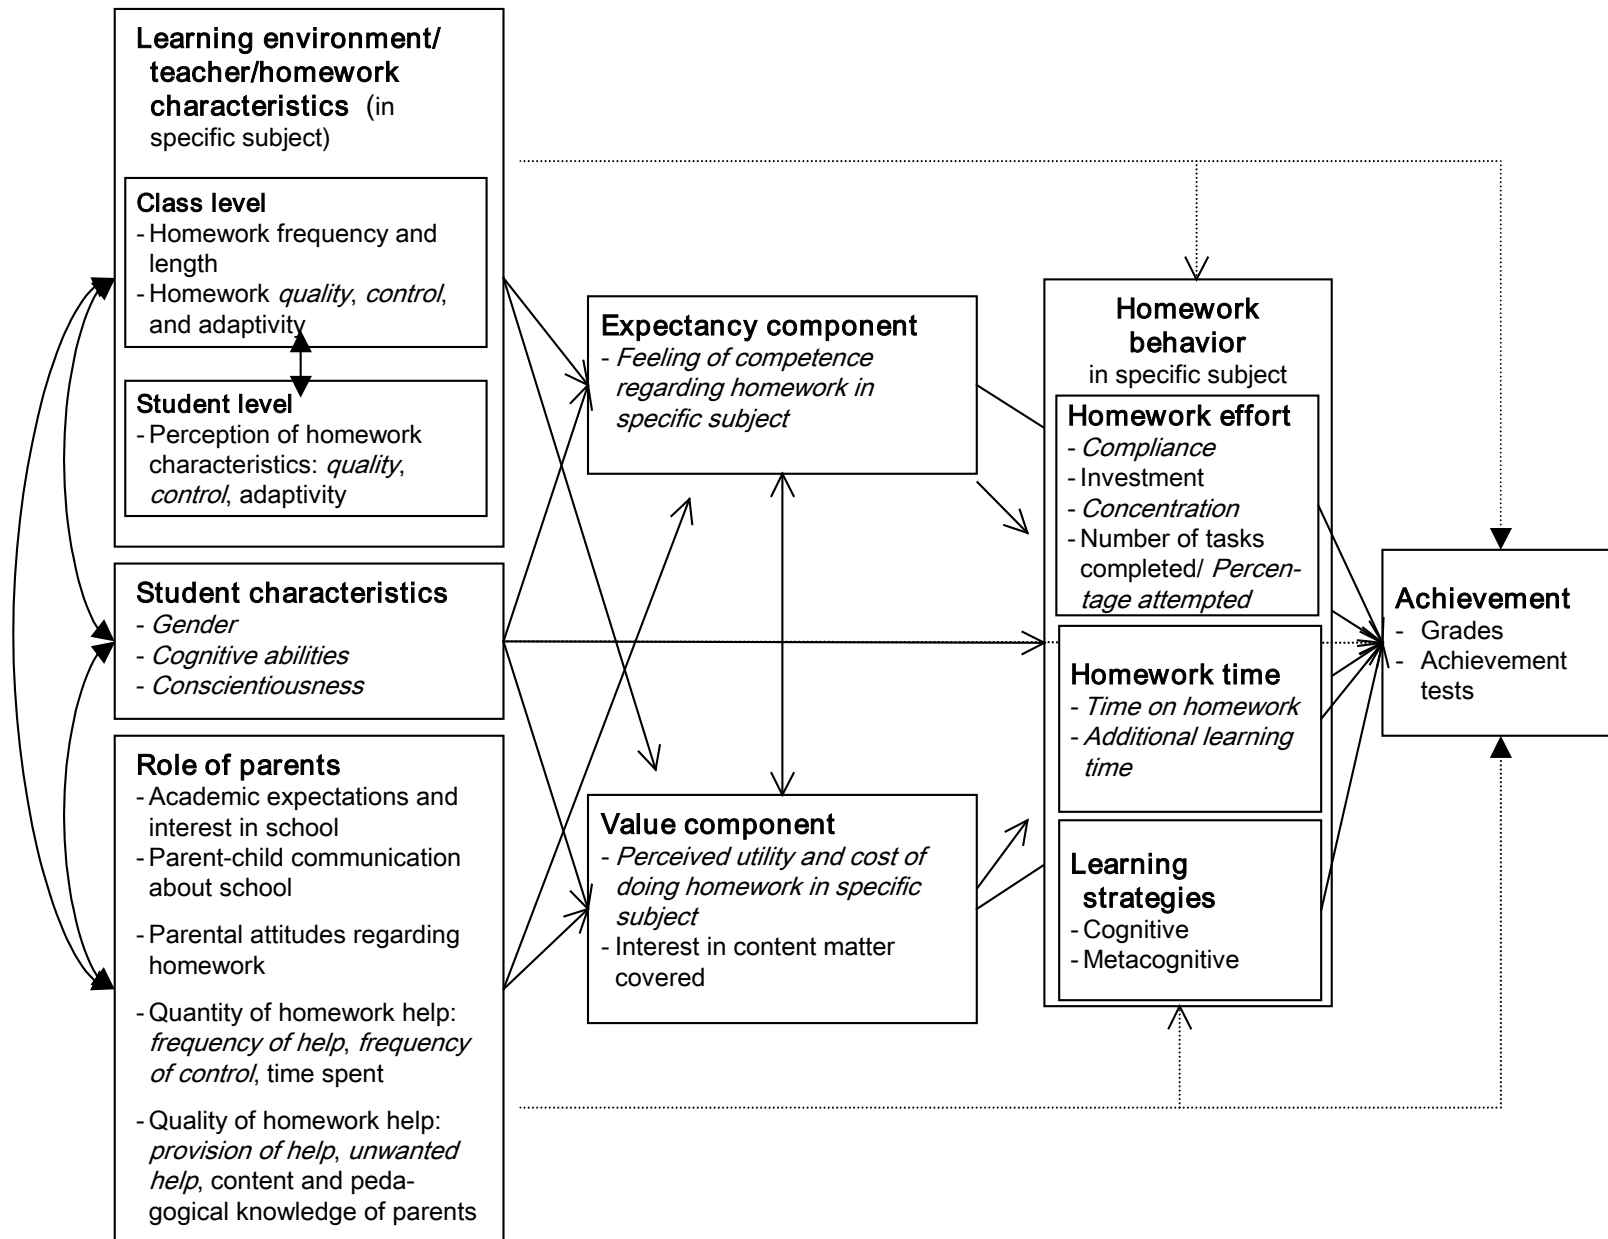 Learning environment/
teacher/homework
characteristics (in
specific subject)
Class level
- Homework frequency and
length
- Homework quality, control,
and adaptivity
Student level
- Perception of homework
characteristics: quality,
control, adaptivity
Student characteristics
- Gender
- Cognitive abilities
- Conscientiousness
Role of parents
- Academic expectations and
interest in school
- Parent-child communication
about school
- Parental attitudes regarding
homework
- Quantity of homework help:
frequency of help, frequency
of control, time spent
- Quality of homework help:
provision of help, unwanted
help, content and peda-
gogical knowledge of parents
Expectancy component
- Feeling of competence
regarding homework in
specific subject
Value component
- Perceived utility and cost of
doing homework in specific
subject
- Interest in content matter
covered
Homework
behavior
in specific subject
Homework effort
- Compliance
- Investment
- Concentration
- Number of tasks
completed/ Percen-
tage attempted
Homework time
- Time on homework
- Additional learning
time
Learning
strategies
- Cognitive
- Metacognitive
Achievement
- Grades
- Achievement
tests